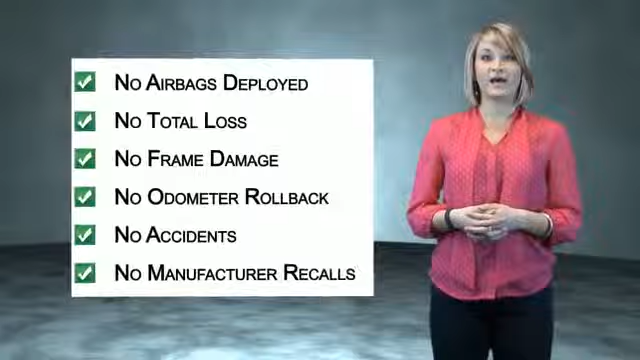 No Airbags Deployed
No Total Loss
No Frame Damage
No Odometer Rollback
No Accidents
No Manufacturer Recalls